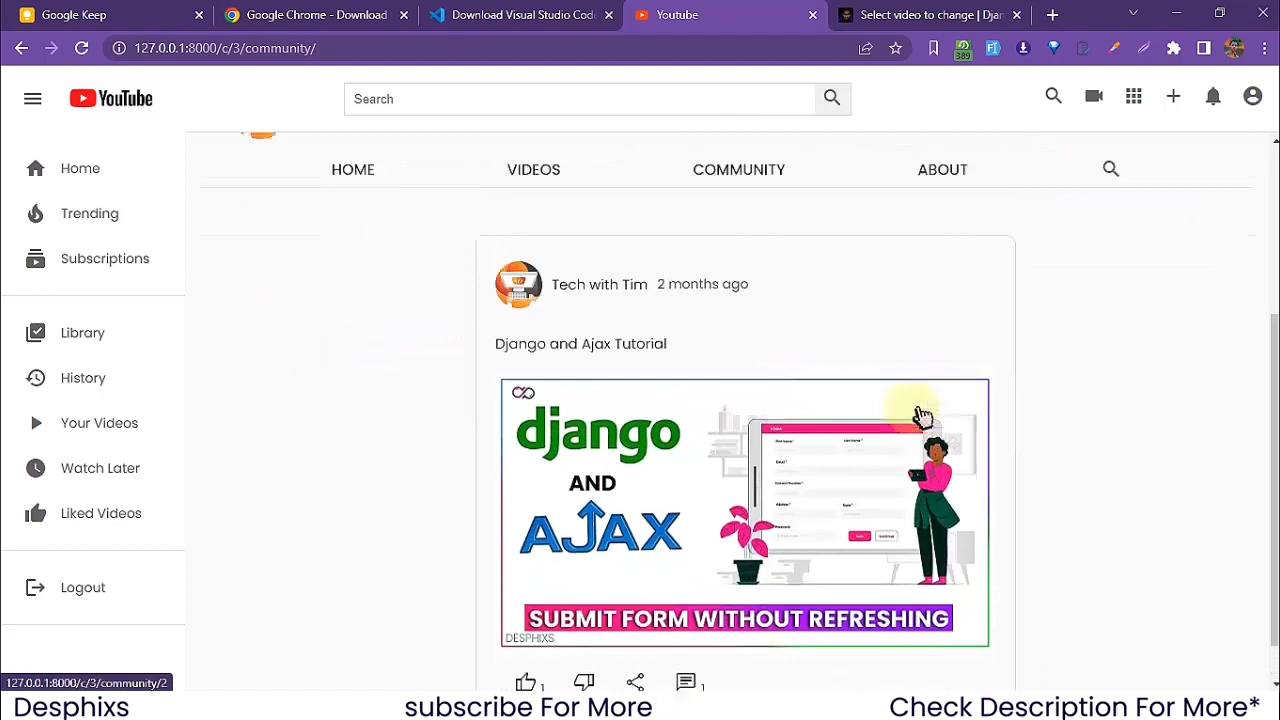 Google Keep
Google Chrome - Download
Download Visual Studio Code
Youtube
Select video to change | Djan
127.0.0.1:8000/c/3/community/
389
YouTube
Search
HOME
VIDEOS
COMMUNITY
ABOUT
Home
Trending
Subscriptions
Library
History
Your Videos
Watch Later
Liked Videos
Logout
Tech with Tim 2 months ago
Django and Ajax Tutorial
django
AND
AJAX
SUBMIT FORM WITHOUT REFRESHING
DESPHIXS
1
1
127.0.0.1:8000/c/3/community/2
Desphixs
subscribe For More
Check Description For More*